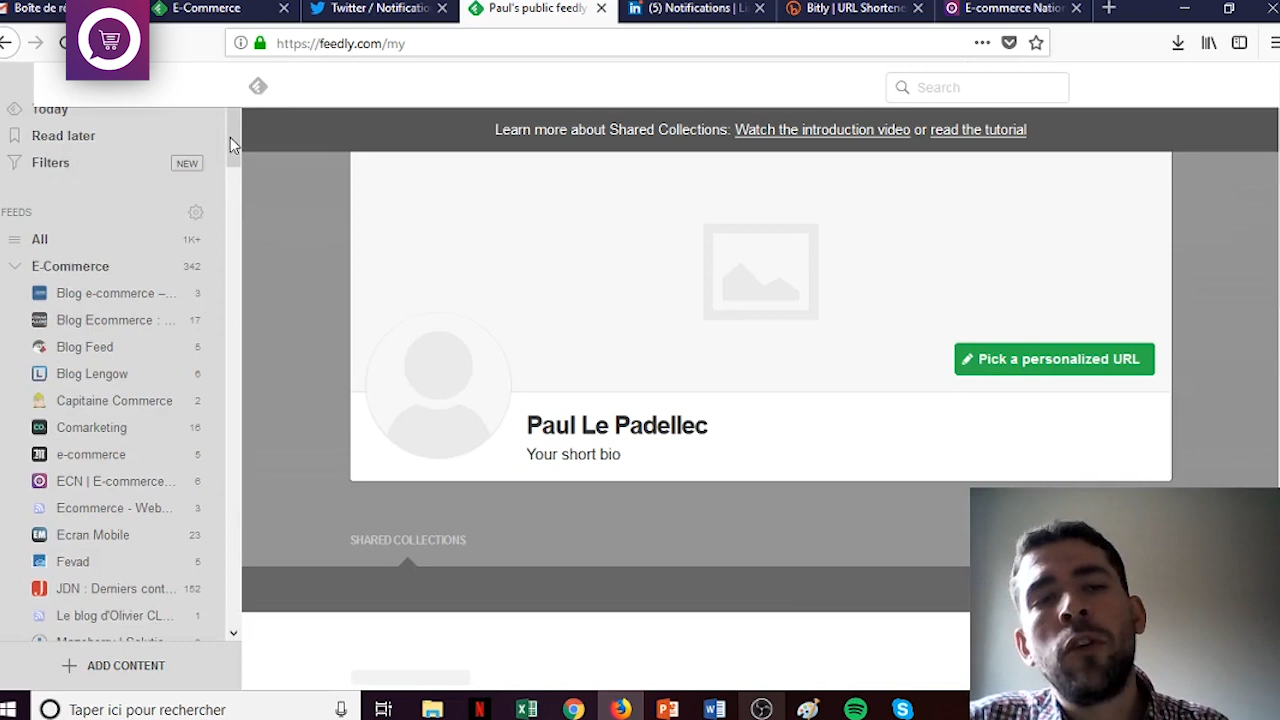 Boîte de ré
E-Commerce
Twitter / Notificatio
Paul's public feedly
(5) Notifications | Li
Bitly | URL Shortene
E-commerce Natio
https://feedly.com/my
Search
Today
Read later
Filters
NEW
Learn more about Shared Collections: Watch the introduction video or read the tutorial
FEEDS
All 1K+
E-Commerce 342
Blog e-commerce –... 3
Blog Ecommerce : ... 17
Blog Feed 5
Blog Lengow 6
Capitaine Commerce 2
Comarketing 16
e-commerce 5
ECN | E-commerce... 6
Ecommerce - Web... 3
Ecran Mobile 23
Fevad 5
JDN : Derniers cont... 152
Le blog d'Olivier CL... 1
ADD CONTENT
Pick a personalized URL
Paul Le Padellec
Your short bio
SHARED COLLECTIONS
Taper ici pour rechercher